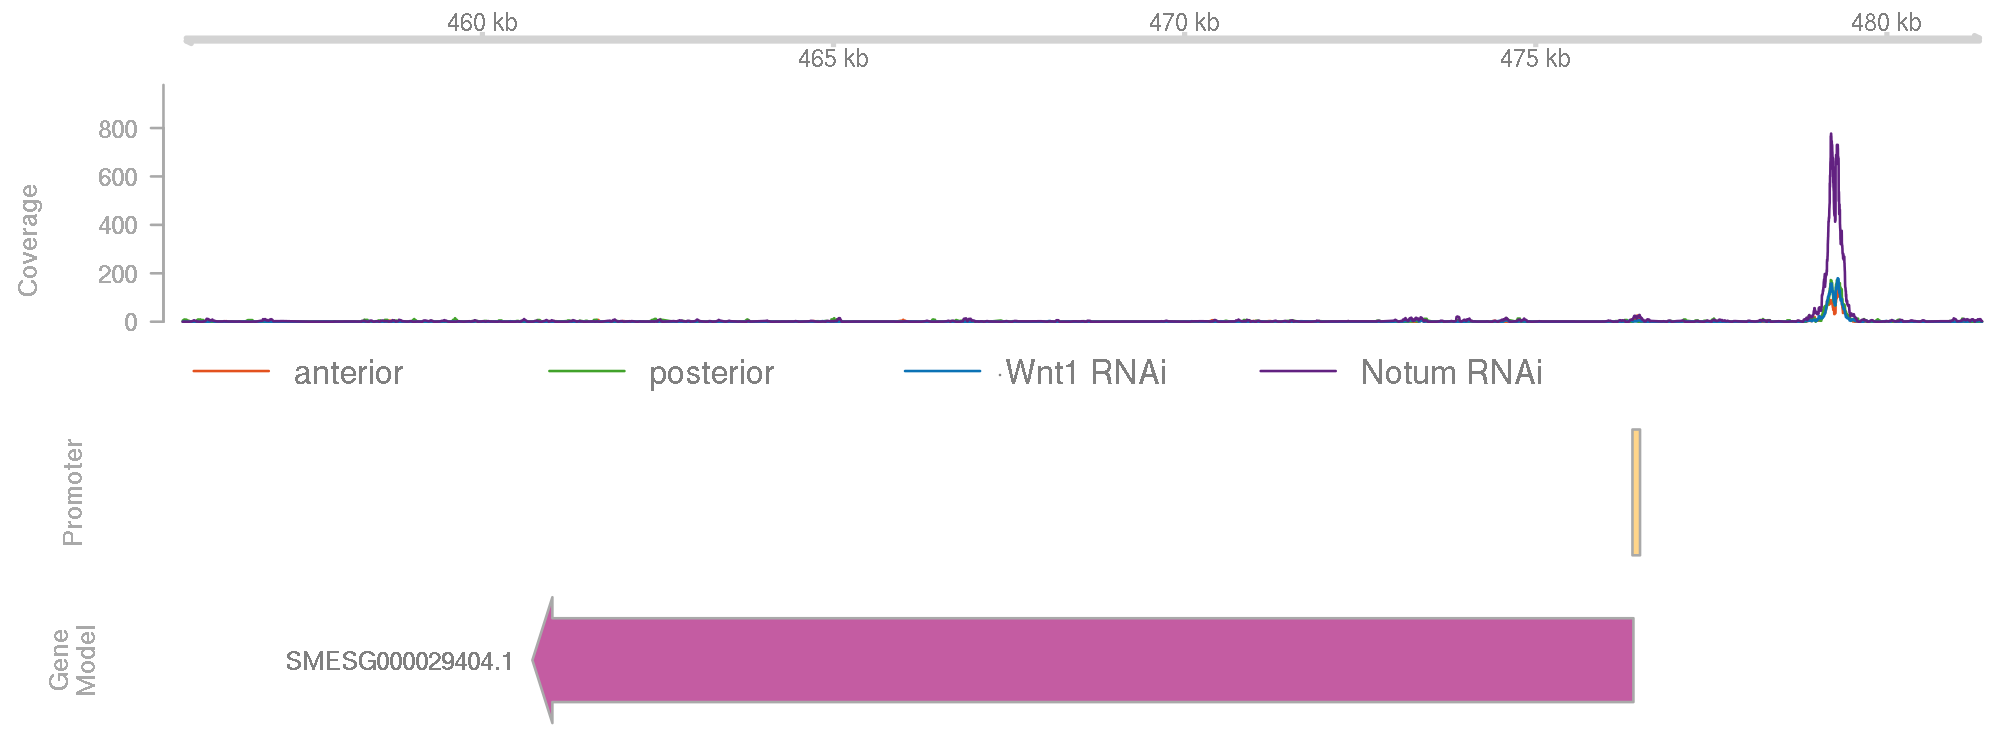 460 kb 470 kb 480 kb
465 kb 475 kb
Coverage
800
600
400
200
0
anterior posterior Wnt1 RNAi Notum RNAi
Promoter
Gene
Model
SMESG000029404.1